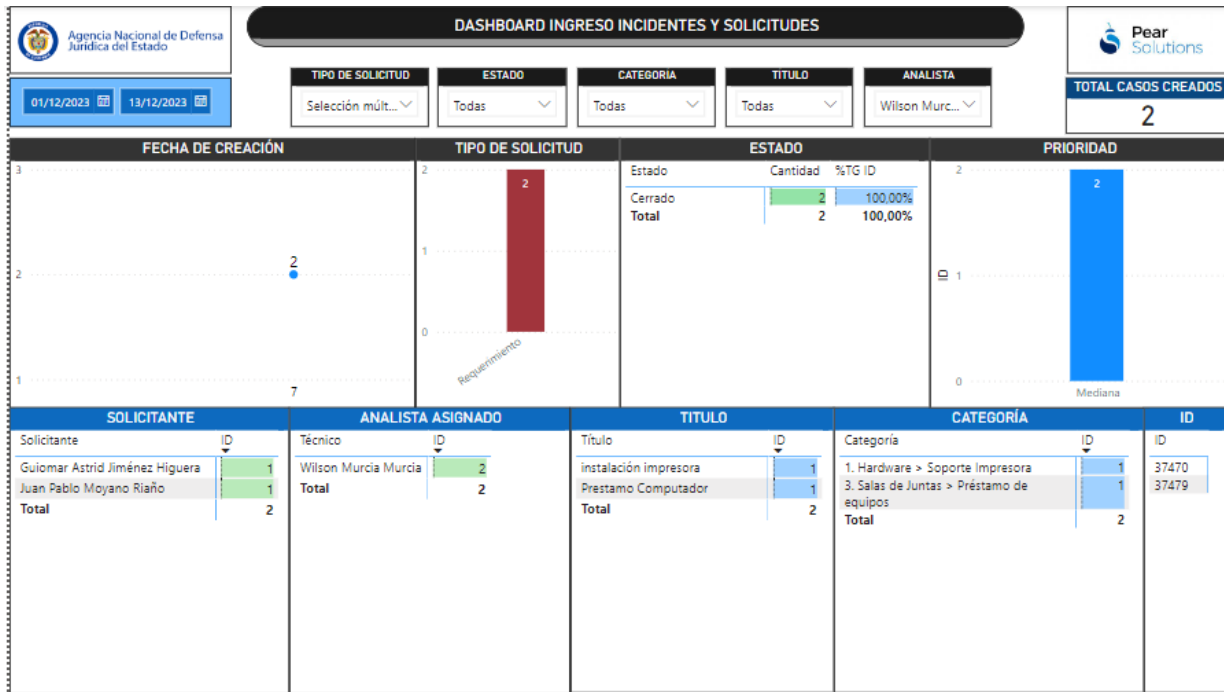 Agencia Nacional de Defensa
Jurídica del Estado
DASHBOARD INGRESO INCIDENTES Y SOLICITUDES
Pear
Solutions
01/12/2023 13/12/2023
TIPO DE SOLICITUD
Selección múlt...
ESTADO
Todas
CATEGORÍA
Todas
TÍTULO
Todas
ANALISTA
Wilson Murc...
TOTAL CASOS CREADOS
2
FECHA DE CREACIÓN
3
2
2
1
7
TIPO DE SOLICITUD
2
2
1
0
Requerimiento
ESTADO
Estado Cantidad %TG ID
Cerrado 2 100,00%
Total 2 100,00%
PRIORIDAD
2
2
ID
1
0
Mediana
SOLICITANTE
Solicitante ID
Guiomar Astrid Jiménez Higuera 1
Juan Pablo Moyano Riaño 1
Total 2
ANALISTA ASIGNADO
Técnico ID
Wilson Murcia Murcia 2
Total 2
TITULO
Título ID
instalación impresora 1
Prestamo Computador 1
Total 2
CATEGORÍA
Categoría ID
1. Hardware > Soporte Impresora 1
3. Salas de Juntas > Préstamo de 1
equipos
Total 2
ID
ID
37470
37479